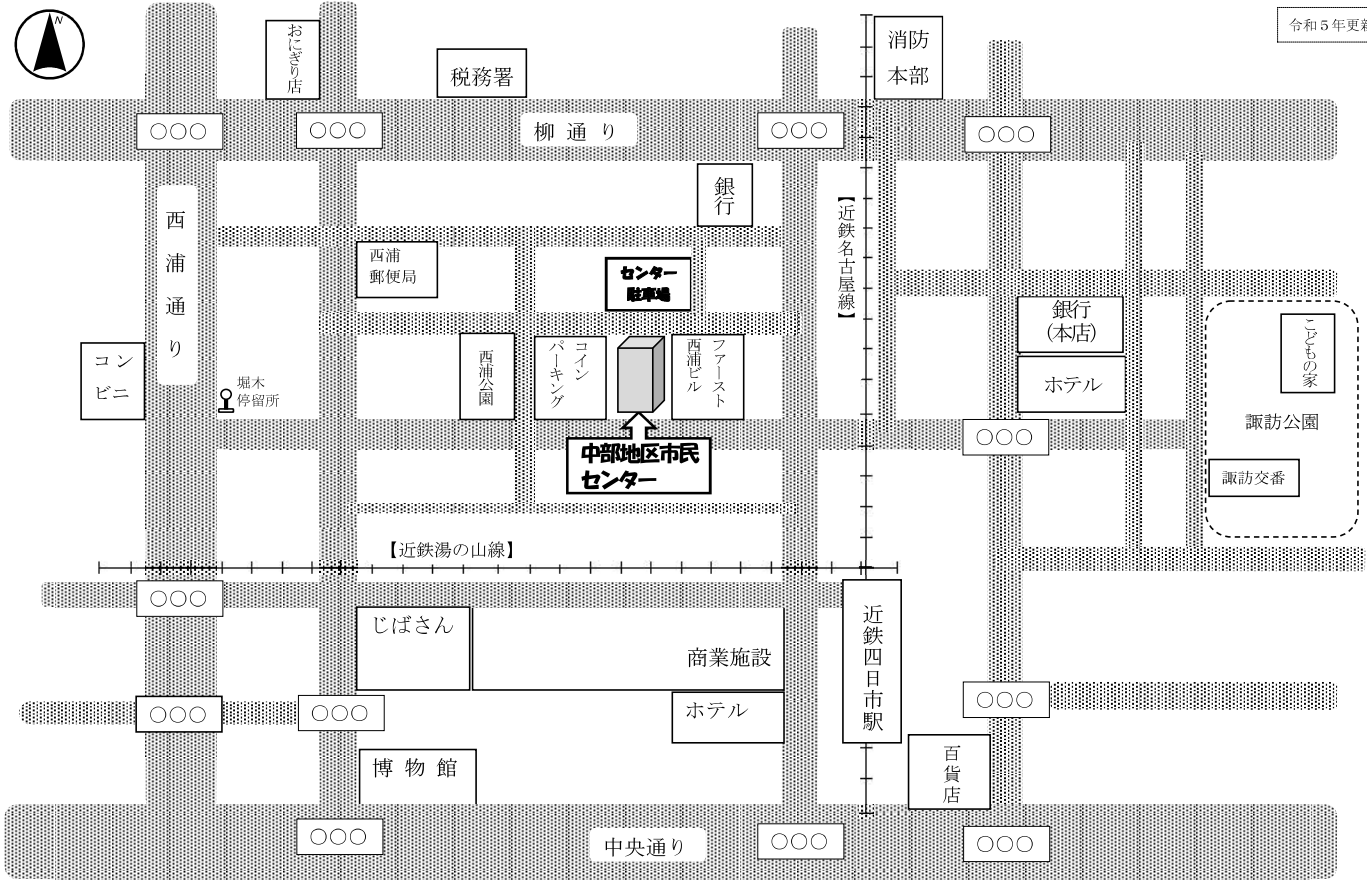 N
令和５年更新
おにぎり店
税務署
消防
本部
○○○
○○○
柳通り
○○○
○○○
西浦通り
銀行
【近鉄名古屋線】
西浦
郵便局
センター
駐車場
銀行
(本店)
ホテル
こどもの家
諏訪公園
諏訪交番
コン
ビニ
堀木
停留所
西浦公園
コイン
パーキング
ファースト
西浦ビル
○○○
中部地区市民
センター
【近鉄湯の山線】
○○○
じばさん
商業施設
近鉄四日市駅
ホテル
○○○
○○○
○○○
博物館
百貨店
○○○
中央通り
○○○
○○○